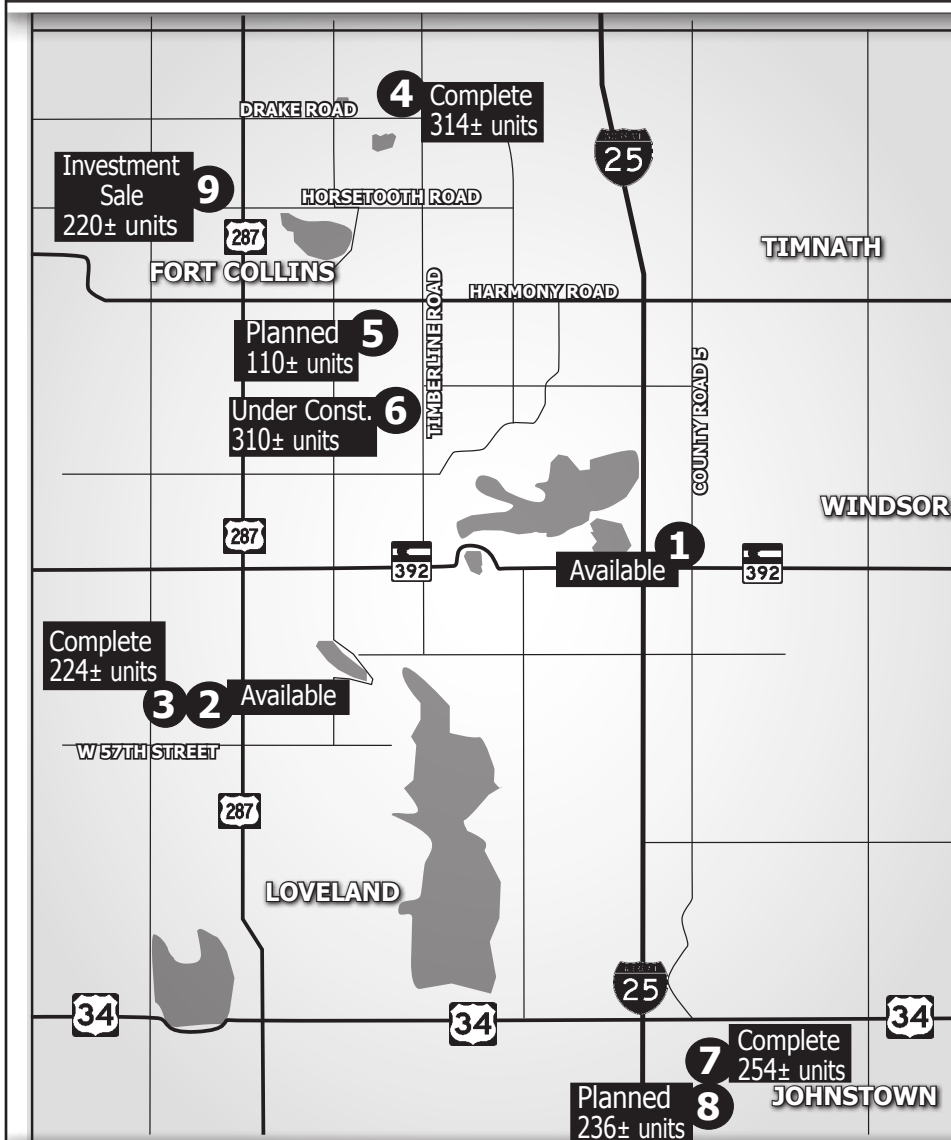 DRAKE ROAD
4
Complete
314± units
25
Investment
Sale
220± units
9
HORSETOOTH ROAD
287
TIMNATH
FORT COLLINS
TIMBERLINE ROAD
HARMONY ROAD
Planned
110± units
5
COUNTY ROAD 5
Under Const.
310± units
6
WINDSOR
287
1
Available
392
392
Complete
224± units
3
2
Available
W 57TH STREET
287
LOVELAND
25
34
34
34
7
Complete
254± units
Planned
236± units
8
JOHNSTOWN